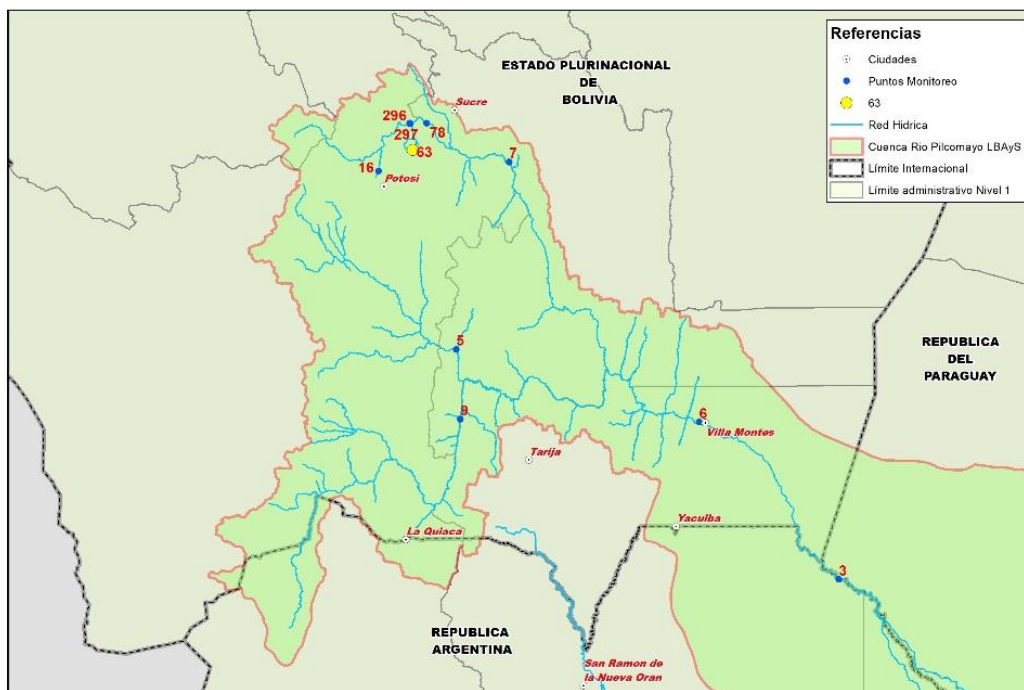 Referencias
Ciudades
Puntos Monitoreo
63
Red Hidrica
Cuenca Rio Pilcomayo LBAyS
Límite Internacional
Límite administrativo Nivel 1
ESTADO PLURINACIONAL
DE
BOLIVIA
Sucre
296
78
297
63
7
16
Potosi
5
REPUBLICA
DEL
PARAGUAY
9
6
Villa Montes
Tarija
Yacuiba
La Quiaca
3
REPUBLICA
ARGENTINA
San Ramon de
la Nueva Oran